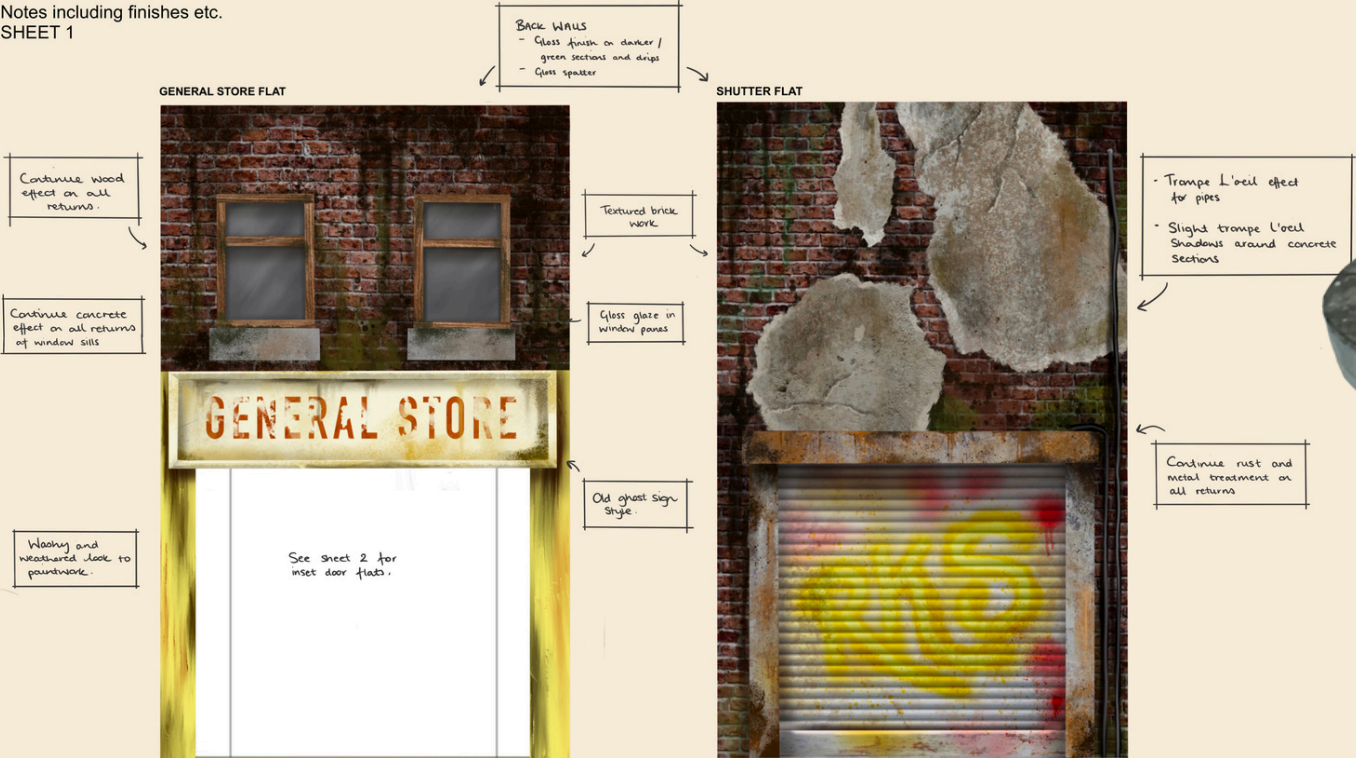 Notes including finishes etc.
SHEET 1
BACK WALLS
- Gloss finish on darker/
green sections and drips
- Gloss spatter
GENERAL STORE FLAT
SHUTTER FLAT
Continue wood
effect on all
returns.
Textured brick
work
- Trompe L'oeil effect
for pipes
- Slight trompe l'oeil
Shadows around concrete
Sections
Continue concrete
effect on all returns
at window sills
Gloss glaze in
window panes
GENERAL STORE
Continue rust and
metal treatment on
all returns
Old ghost sign
Style.
Washy and
weathered look to
paintwork.
See sheet 2 for
inset door flats.